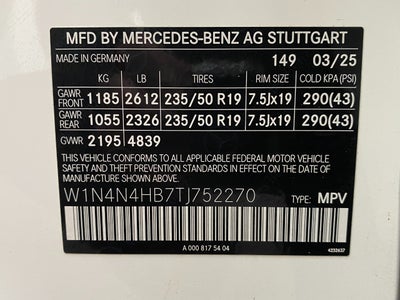 MFD BY MERCEDES-BENZ AG STUTTGART
MADE IN GERMANY 149 03/25
KG LB TIRES RIM SIZE COLD KPA (PSI)
GAWR FRONT 1185 2612 235/50 R19 7.5Jx19 290(43)
GAWR REAR 1055 2326 235/50 R19 7.5Jx19 290(43)
GVWR 2195 4839
THIS VEHICLE CONFORMS TO ALL APPLICABLE FEDERAL MOTOR VEHICLE
SAFETY AND THEFT PREVENTION STANDARDS IN EFFECT ON THE DATE
OF MANUFACTURE SHOWN ABOVE.
W1N4N4HB7TJ752270 TYPE: MPV
A 000 817 54 04